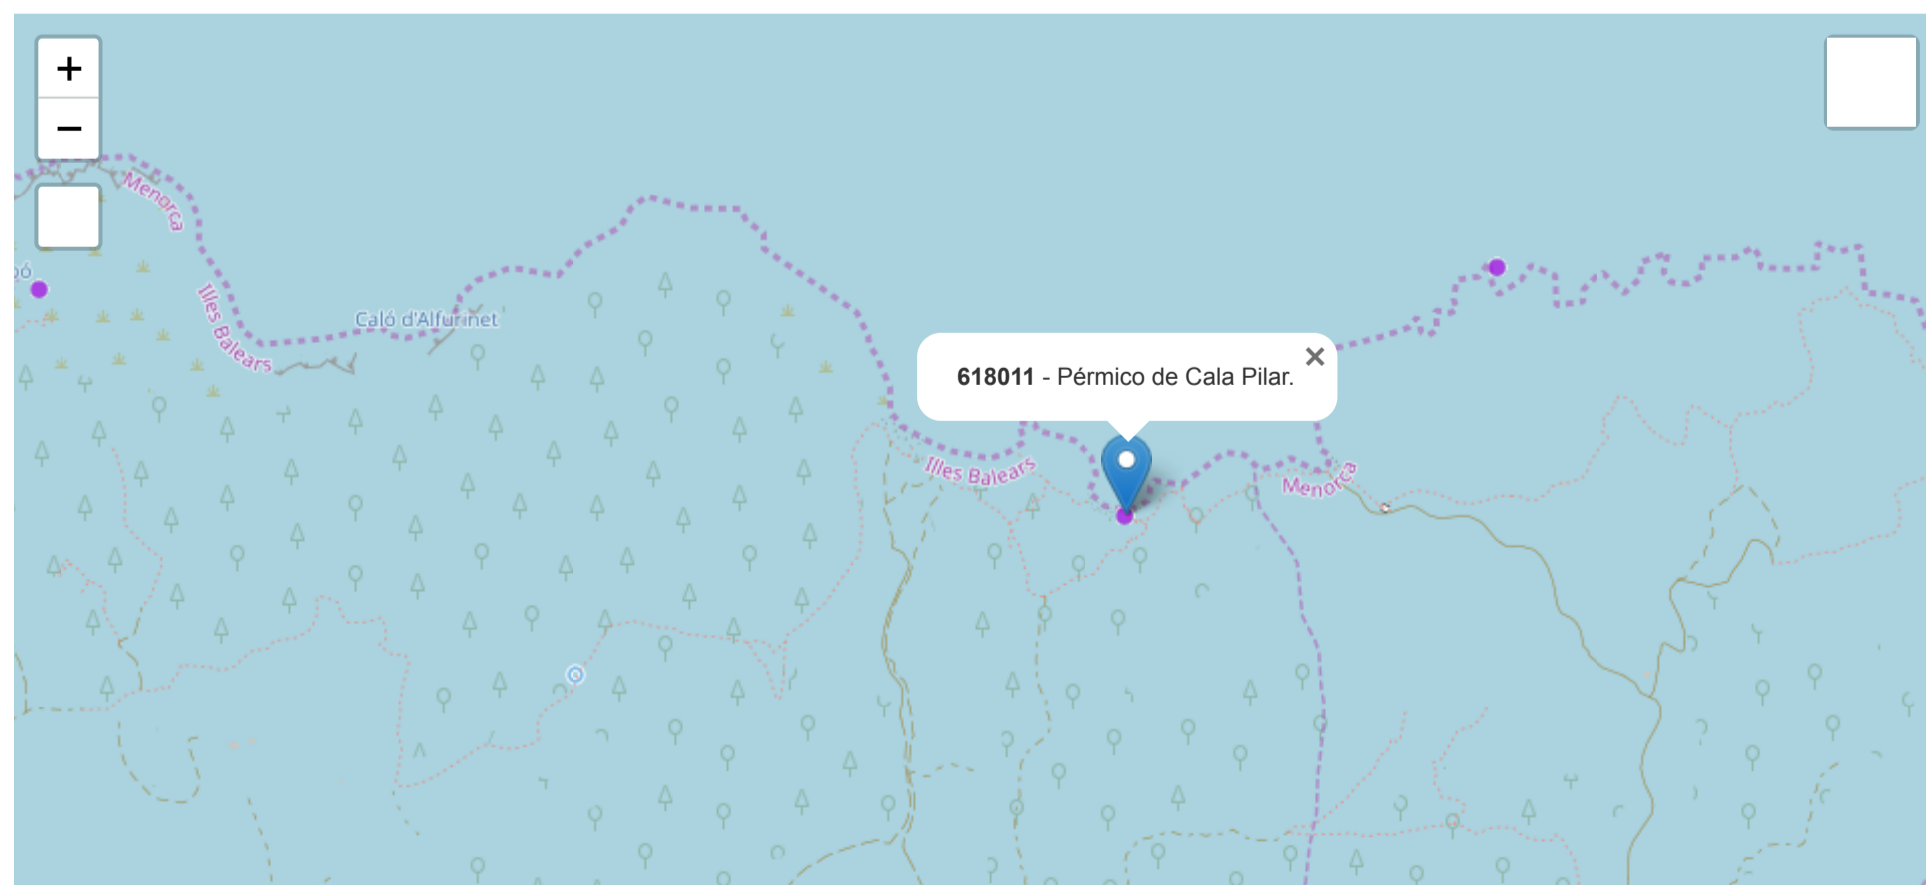 +
−
Menorca
Illes Balears
Caló d'Alfurinet
618011 - Pérmico de Cala Pilar.
×
Illes Balears
Menorca